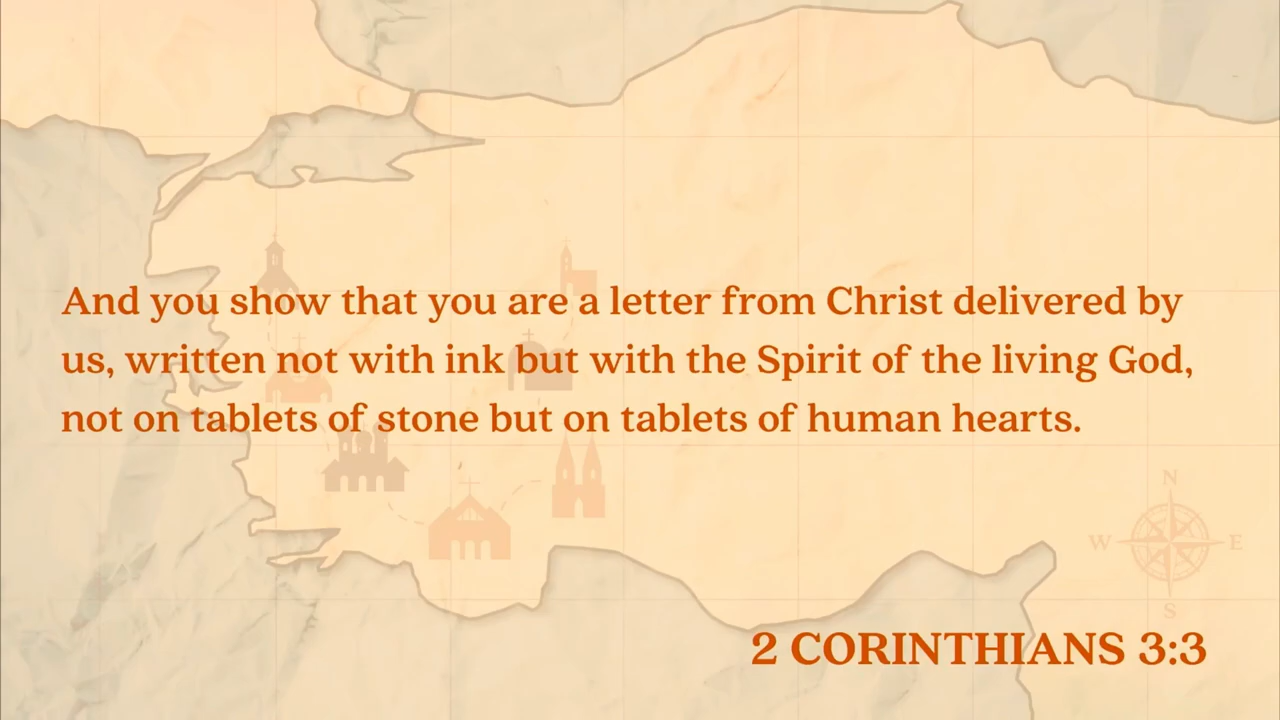 And you show that you are a letter from Christ delivered by
us, written not with ink but with the Spirit of the living God,
not on tablets of stone but on tablets of human hearts.
N
W E
S
2 CORINTHIANS 3:3